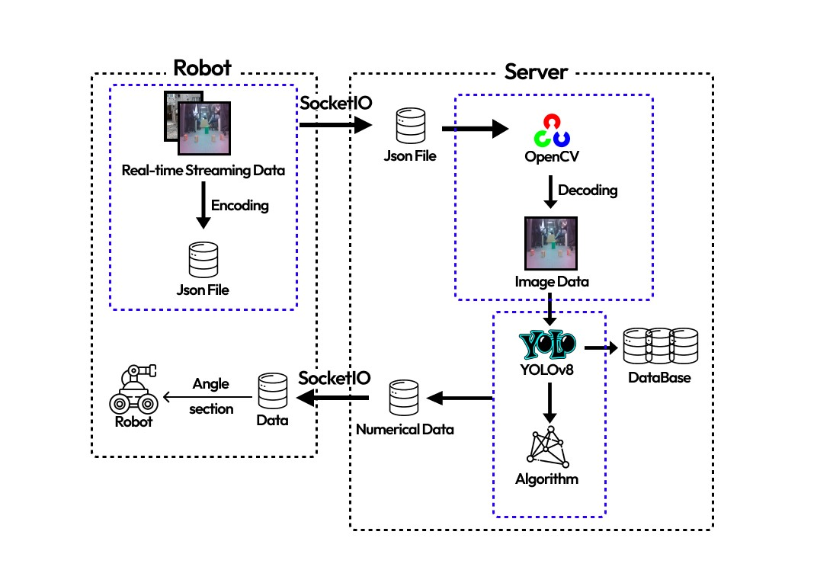 Robot
Server
SocketIO
Real-time Streaming Data
Encoding
Json File
Json File
OpenCV
Decoding
Image Data
YOLO
YOLOv8
DataBase
Algorithm
Numerical Data
SocketIO
Data
Angle
section
Robot